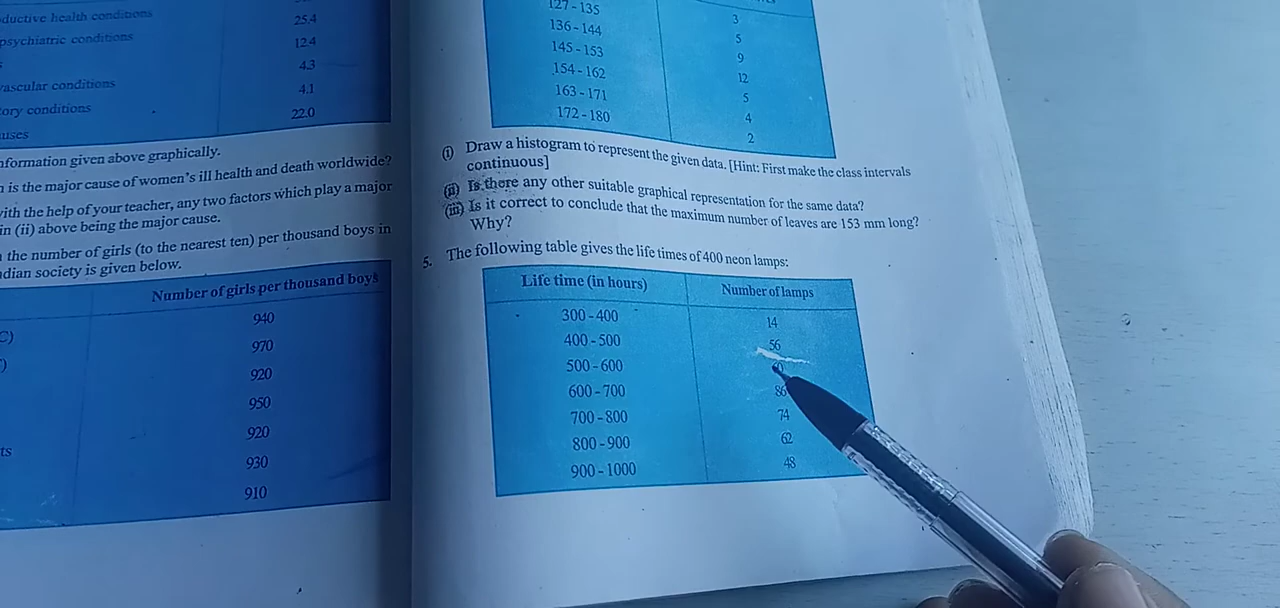 ductive health conditions 25.4
psychiatric conditions 12.4
4.3
vascular conditions 4.1
ory conditions 22.0
uses
nformation given above graphically.
is the major cause of women's ill health and death worldwide?
with the help of your teacher, any two factors which play a major
in (ii) above being the major cause.
the number of girls (to the nearest ten) per thousand boys in
dian society is given below.
Number of girls per thousand boys
940
970
920
950
920
930
910
127 - 135
136 - 144
145 - 153
154 - 162
163 - 171
172 - 180
3
5
9
12
5
4
2
(i) Draw a histogram to represent the given data. [Hint: First make the class intervals
continuous]
(ii) Is there any other suitable graphical representation for the same data?
(iii) Is it correct to conclude that the maximum number of leaves are 153 mm long?
Why?
5. The following table gives the life times of 400 neon lamps:
Life time (in hours) Number of lamps
300 - 400 14
400 - 500 56
500 - 600
600 - 700 86
700 - 800 74
800 - 900 62
900 - 1000 48